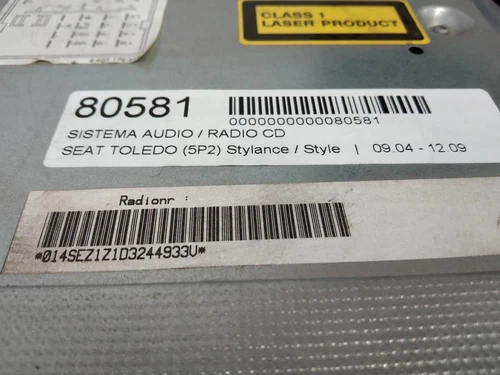 CLASS 1
LASER PRODUCT
80581
0000000000080581
SISTEMA AUDIO / RADIO CD
SEAT TOLEDO (5P2) Stylance / Style | 09.04 - 12.09
Radionr :
*014SEZ1Z1D3244933U*